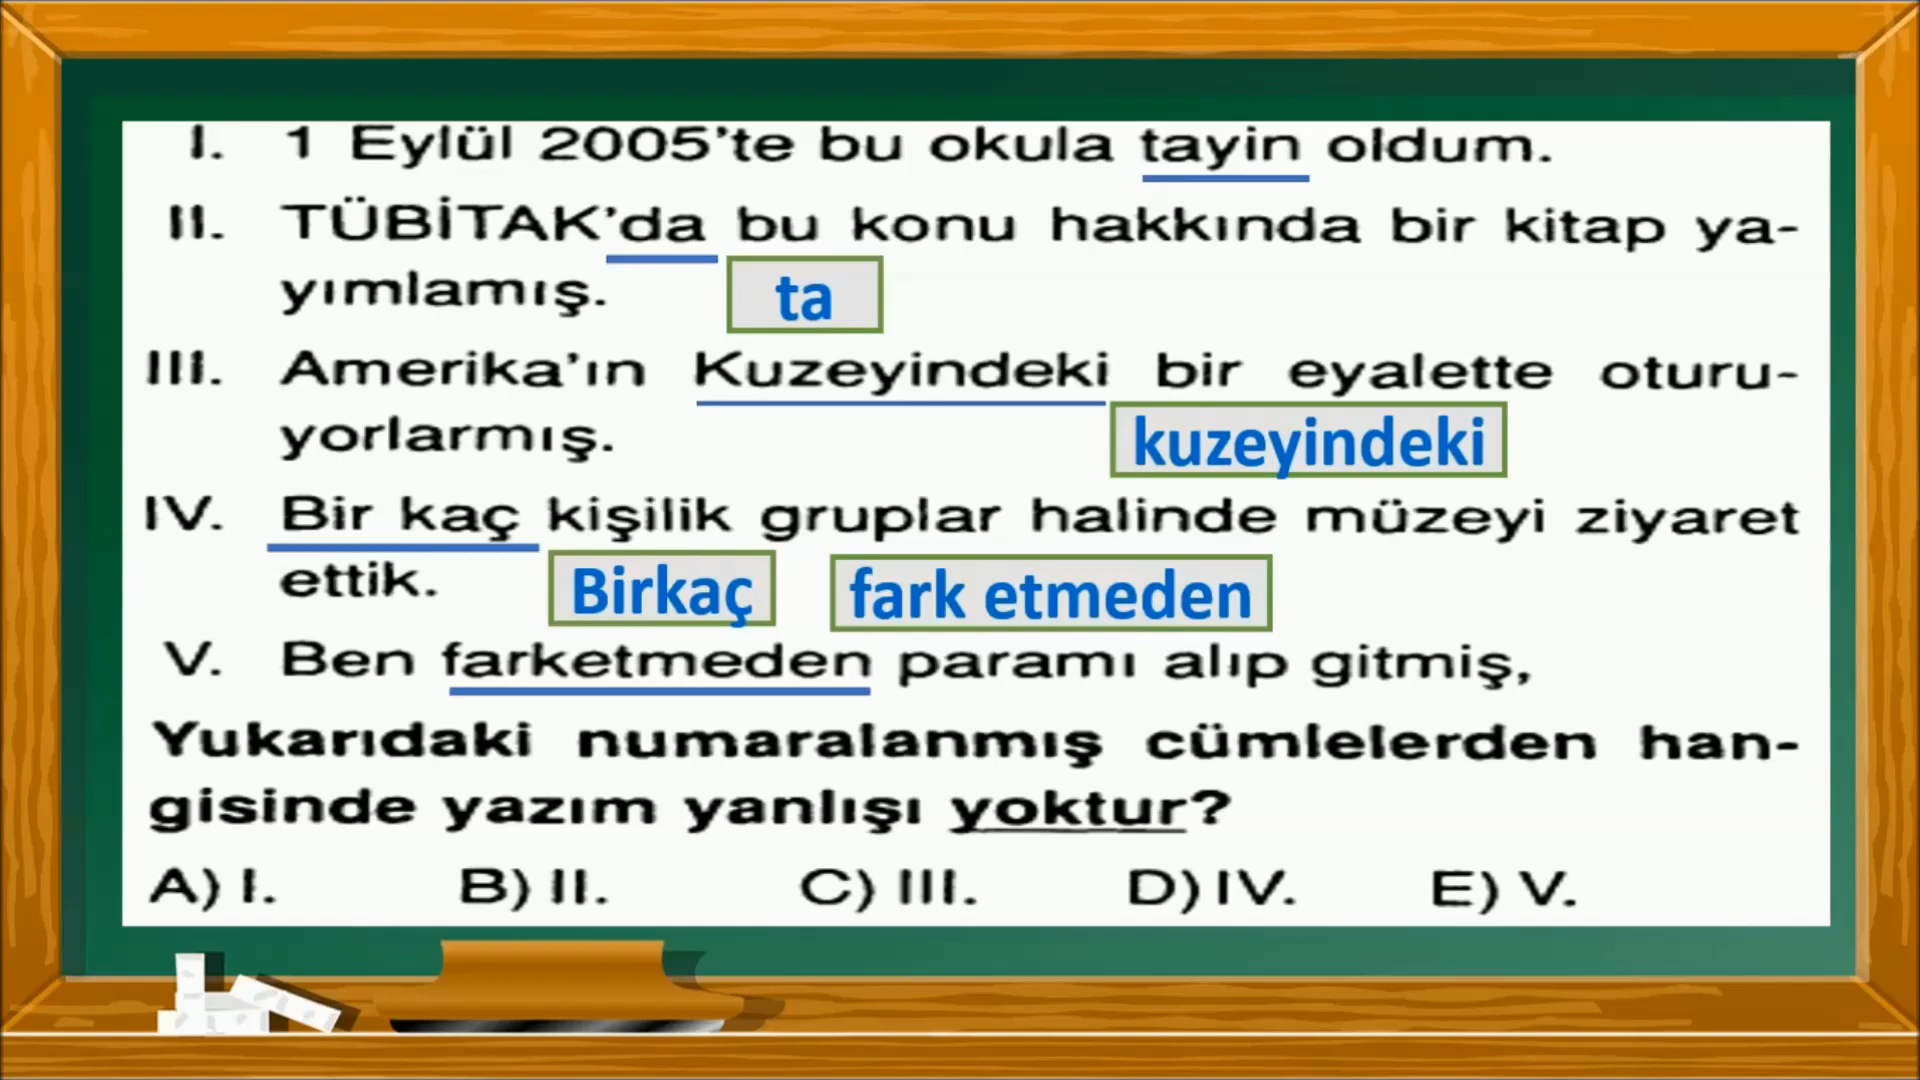 I. 1 Eylül 2005'te bu okula tayin oldum.
II. TÜBİTAK'da bu konu hakkında bir kitap ya-
yımlamış.
ta
III. Amerika'ın Kuzeyindeki bir eyalette oturu-
yorlarmış.
kuzeyindeki
IV. Bir kaç kişilik gruplar halinde müzeyi ziyaret
ettik.
Birkaç
fark etmeden
V. Ben farketmeden paramı alıp gitmiş,
Yukarıdaki numaralanmış cümlelerden han-
gisinde yazım yanlışı yoktur?
A) I. B) II. C) III. D) IV. E) V.